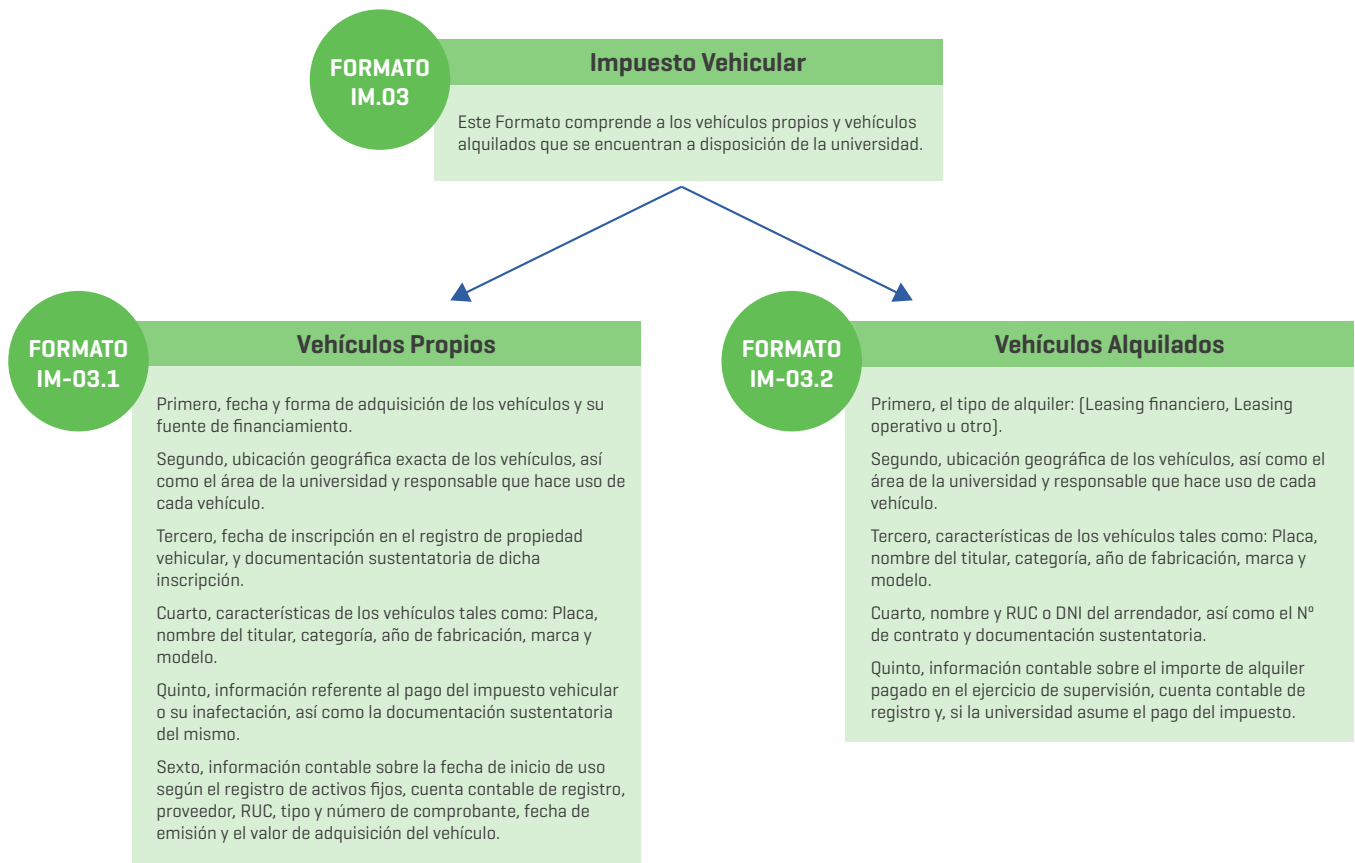 FORMATO
IM.03
Impuesto Vehicular
Este Formato comprende a los vehículos propios y vehículos
alquilados que se encuentran a disposición de la universidad.
FORMATO
IM-03.1
Vehículos Propios
Primero, fecha y forma de adquisición de los vehículos y su
fuente de financiamiento.
Segundo, ubicación geográfica exacta de los vehículos, así
como el área de la universidad y responsable que hace uso de
cada vehículo.
Tercero, fecha de inscripción en el registro de propiedad
vehicular, y documentación sustentatoria de dicha
inscripción.
Cuarto, características de los vehículos tales como: Placa,
nombre del titular, categoría, año de fabricación, marca y
modelo.
Quinto, información referente al pago del impuesto vehicular
o su inafectación, así como la documentación sustentatoria
del mismo.
Sexto, información contable sobre la fecha de inicio de uso
según el registro de activos fijos, cuenta contable de registro,
proveedor, RUC, tipo y número de comprobante, fecha de
emisión y el valor de adquisición del vehículo.
FORMATO
IM-03.2
Vehículos Alquilados
Primero, el tipo de alquiler: (Leasing financiero, Leasing
operativo u otro).
Segundo, ubicación geográfica de los vehículos, así como el
área de la universidad y responsable que hace uso de cada
vehículo.
Tercero, características de los vehículos tales como: Placa,
nombre del titular, categoría, año de fabricación, marca y
modelo.
Cuarto, nombre y RUC o DNI del arrendador, así como el Nº
de contrato y documentación sustentatoria.
Quinto, información contable sobre el importe de alquiler
pagado en el ejercicio de supervisión, cuenta contable de
registro y, si la universidad asume el pago del impuesto.